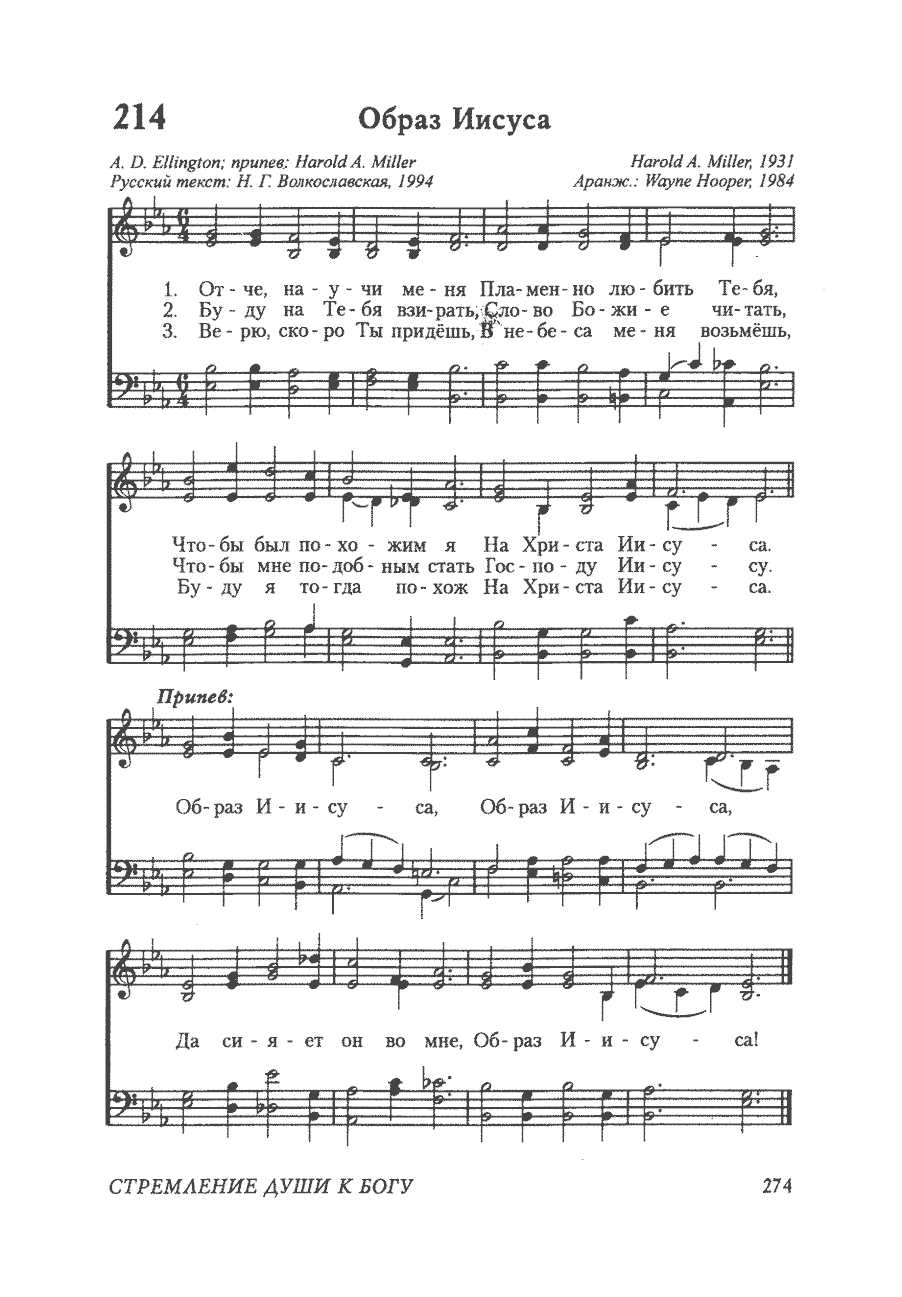 214 Образ Иисуса
A. D. Ellington; припев: Harold A. Miller Harold A. Miller, 1931
Русский текст: Н. Г. Волкославская, 1994 Аранж.: Wayne Hooper, 1984
6 4
1. От - че, на - у - чи ме - ня Пла - мен - но лю - бить Те - бя,
2. Бу - ду на Те - бя взи - рать, Сло - во Бо - жи - е чи - тать,
3. Ве - рю, ско - ро Ты придёшь, В не - бе - са ме - ня возьмёшь,
6 4
Что - бы был по - хо - жим я На Хри - ста Ии - су - са.
Что - бы мне по - доб - ным стать Гос - по - ду Ии - су - су.
Бу - ду я то - гда по - хож На Хри - ста Ии - су - са.
Припев:
Об - раз И - и - су - са, Об - раз И - и - су - са,
Да си - я - ет он во мне, Об - раз И - и - су - са!
СТРЕМЛЕНИЕ ДУШИ К БОГУ 274